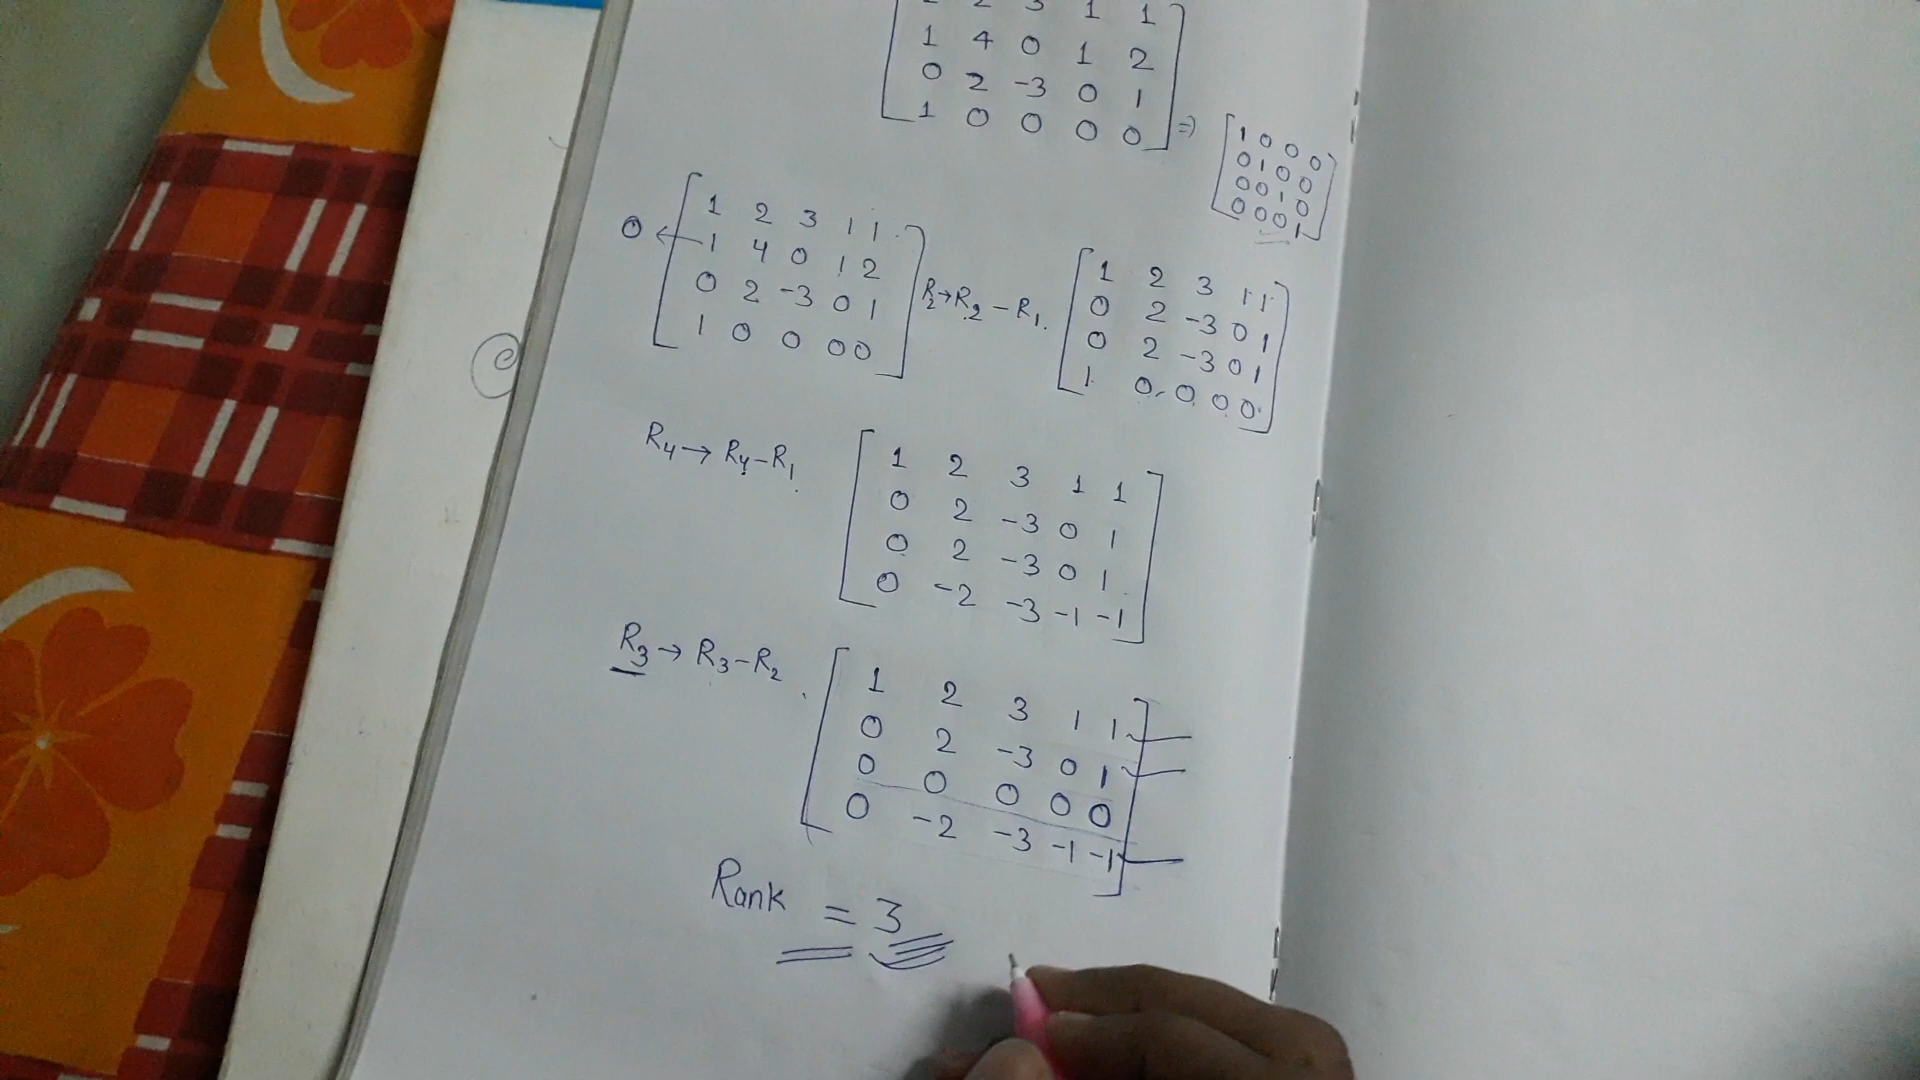 2 3 1 1
1 4 0 1 2
0 2 -3 0 1
1 0 0 0 0 ⇒
1 0 0 0
0 1 0 0
0 0 1 0
0 0 0 1
1 2 3 1 1
0 ← 1 4 0 1 2
0 2 -3 0 1
1 0 0 0 0
R2→R2-R1.
1 2 3 1 1
0 2 -3 0 1
0 2 -3 0 1
1 0 0 0 0
R4→R4-R1
1 2 3 1 1
0 2 -3 0 1
0 2 -3 0 1
0 -2 -3 -1 -1
R3→R3-R2
1 2 3 1 1
0 2 -3 0 1
0 0 0 0 0
0 -2 -3 -1 -1
Rank = 3